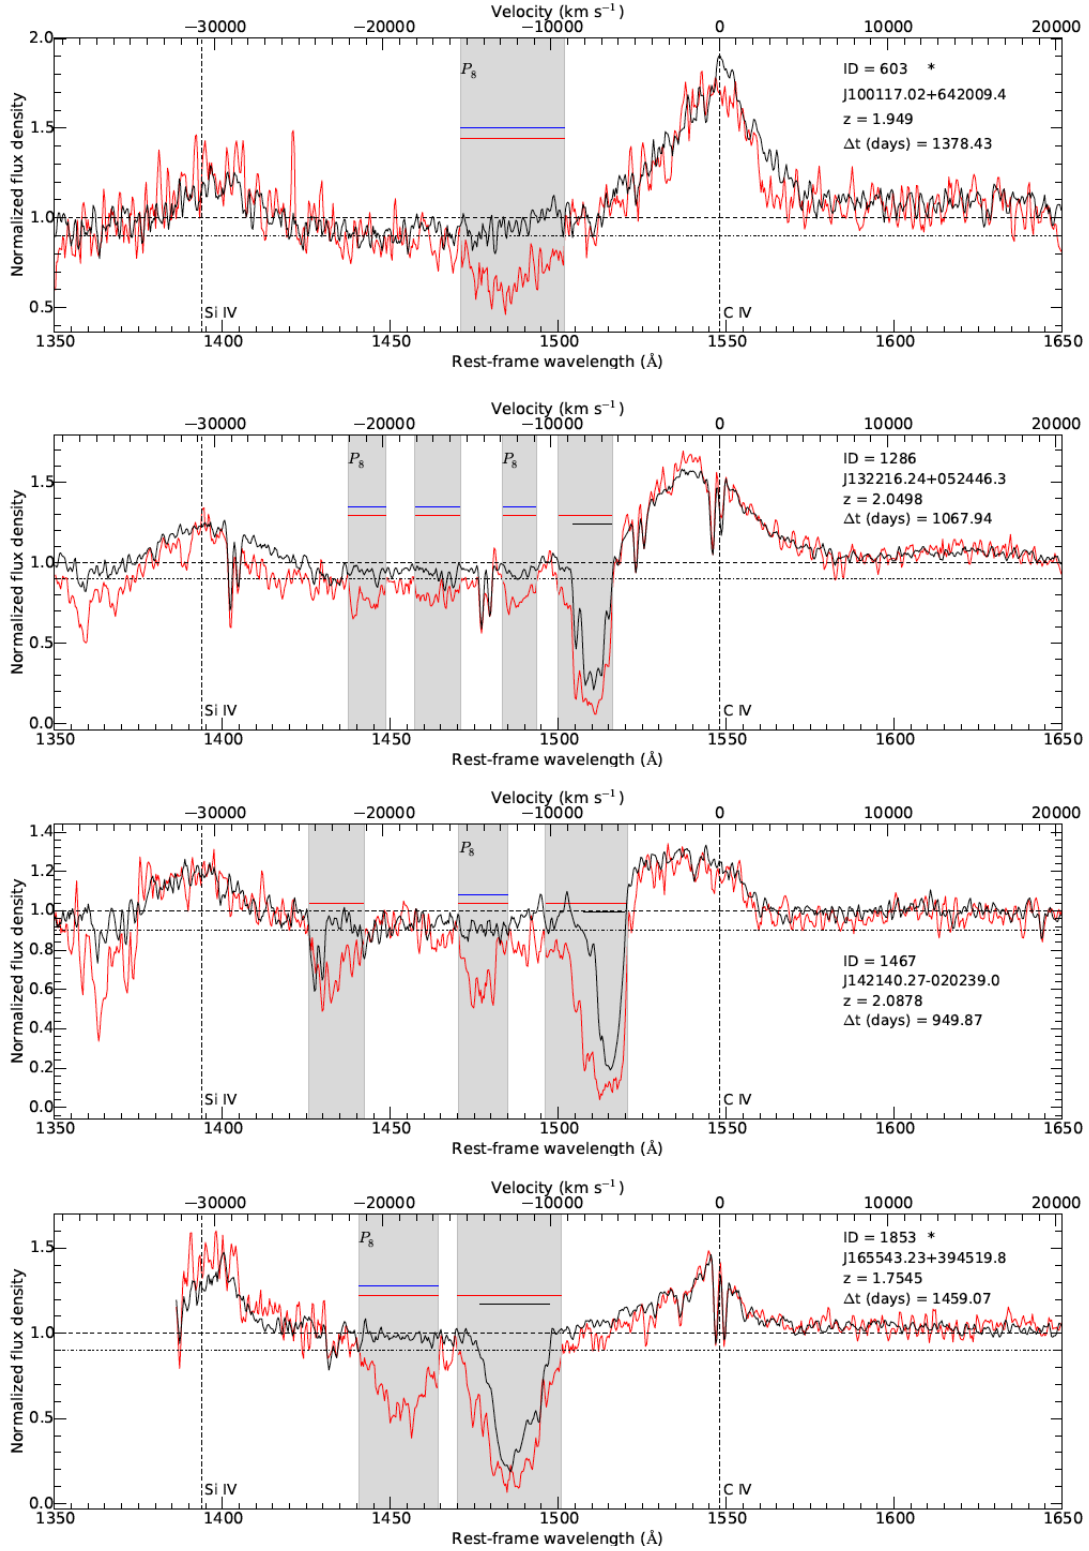 Velocity (km s⁻¹)
−30000 −20000 −10000 0 10000 20000
2.0
1.5
1.0
0.5
Normalized flux density
P₈
ID = 603 *
J100117.02+642009.4
z = 1.949
Δt (days) = 1378.43
Si IV
C IV
1350 1400 1450 1500 1550 1600 1650
Rest-frame wavelength (Å)
Velocity (km s⁻¹)
−30000 −20000 −10000 0 10000 20000
1.5
1.0
0.5
0.0
Normalized flux density
P₈ P₈
ID = 1286
J132216.24+052446.3
z = 2.0498
Δt (days) = 1067.94
Si IV
C IV
1350 1400 1450 1500 1550 1600 1650
Rest-frame wavelength (Å)
Velocity (km s⁻¹)
−30000 −20000 −10000 0 10000 20000
1.4
1.2
1.0
0.8
0.6
0.4
0.2
0.0
Normalized flux density
P₈
ID = 1467
J142140.27-020239.0
z = 2.0878
Δt (days) = 949.87
Si IV
C IV
1350 1400 1450 1500 1550 1600 1650
Rest-frame wavelength (Å)
Velocity (km s⁻¹)
−30000 −20000 −10000 0 10000 20000
1.5
1.0
0.5
0.0
Normalized flux density
P₈
ID = 1853 *
J165543.23+394519.8
z = 1.7545
Δt (days) = 1459.07
Si IV
C IV
1350 1400 1450 1500 1550 1600 1650
Rest-frame wavelength (Å)